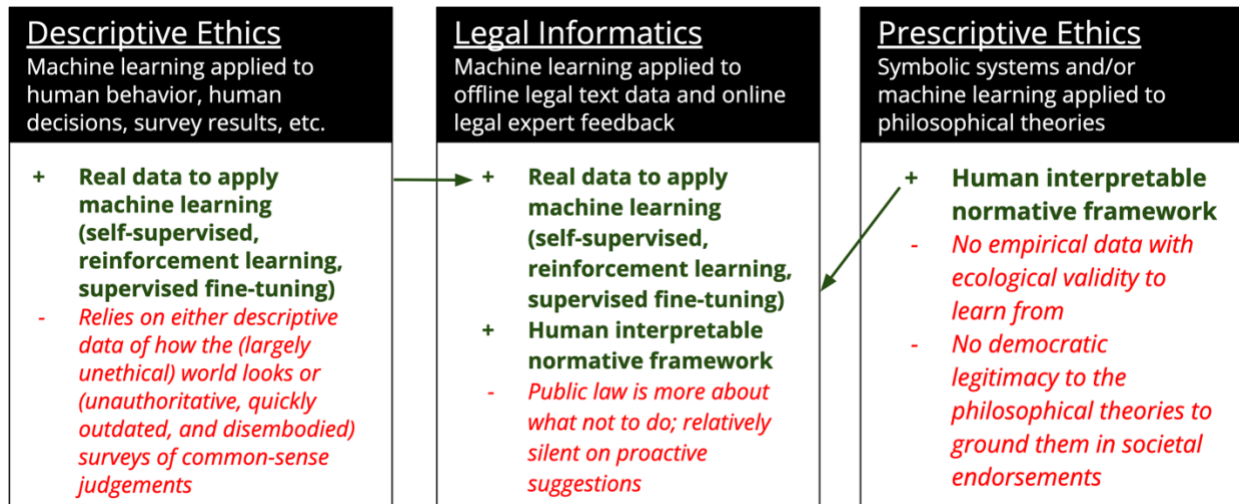 Descriptive Ethics
Machine learning applied to
human behavior, human
decisions, survey results, etc.
+ Real data to apply
machine learning
(self-supervised,
reinforcement learning,
supervised fine-tuning)
- Relies on either descriptive
data of how the (largely
unethical) world looks or
(unauthoritative, quickly
outdated, and disembodied)
surveys of common-sense
judgements
Legal Informatics
Machine learning applied to
offline legal text data and online
legal expert feedback
+ Real data to apply
machine learning
(self-supervised,
reinforcement learning,
supervised fine-tuning)
+ Human interpretable
normative framework
- Public law is more about
what not to do; relatively
silent on proactive
suggestions
Prescriptive Ethics
Symbolic systems and/or
machine learning applied to
philosophical theories
+ Human interpretable
normative framework
- No empirical data with
ecological validity to
learn from
- No democratic
legitimacy to the
philosophical theories to
ground them in societal
endorsements